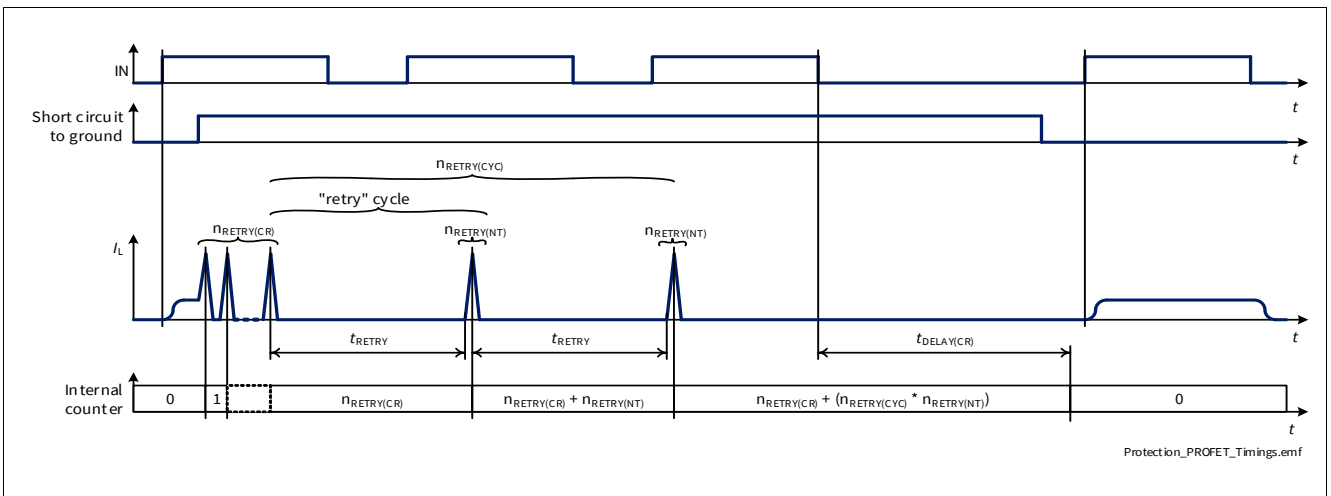 IN
t
Short circuit
to ground
t
nRETRY(CYC)
"retry" cycle
nRETRY(CR)
nRETRY(NT)
nRETRY(NT)
IL
t
tRETRY
tRETRY
tDELAY(CR)
Internal
counter
0
1
nRETRY(CR)
nRETRY(CR) + nRETRY(NT)
nRETRY(CR) + (nRETRY(CYC) * nRETRY(NT))
0
t
Protection_PROFET_Timings.emf